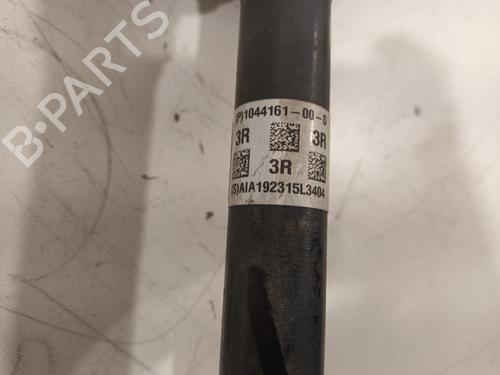 (P)1044161-00-D
3R 3R
3R
(S)AIA192315L3404
B-PARTS